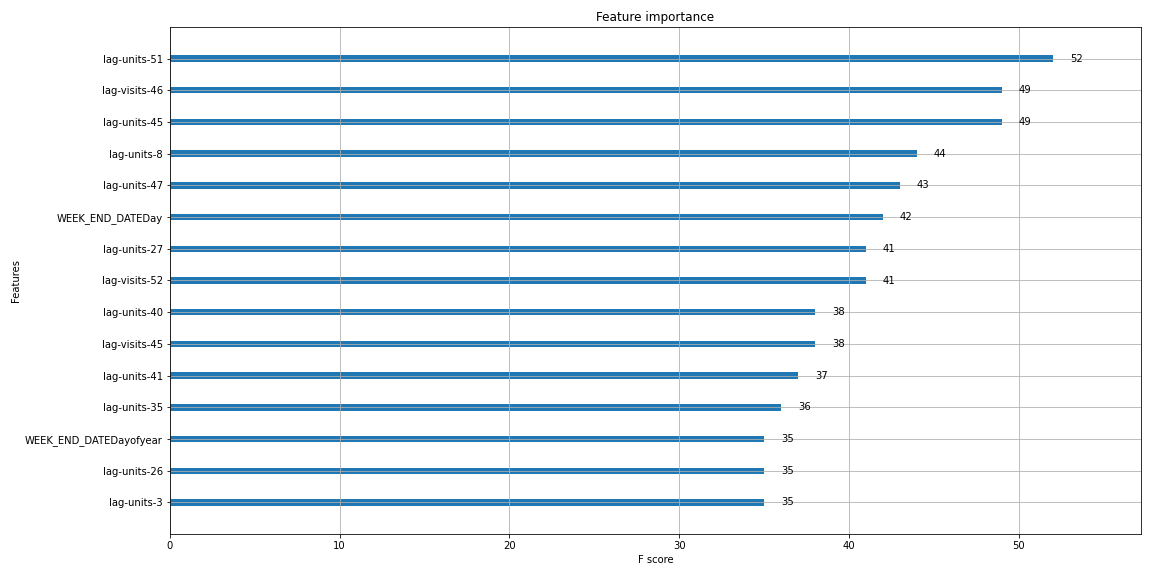 Feature importance
Features
lag-units-51 52
lag-visits-46 49
lag-units-45 49
lag-units-8 44
lag-units-47 43
WEEK_END_DATEDay 42
lag-units-27 41
lag-visits-52 41
lag-units-40 38
lag-visits-45 38
lag-units-41 37
lag-units-35 36
WEEK_END_DATEDayofyear 35
lag-units-26 35
lag-units-3 35
0 10 20 30 40 50
F score